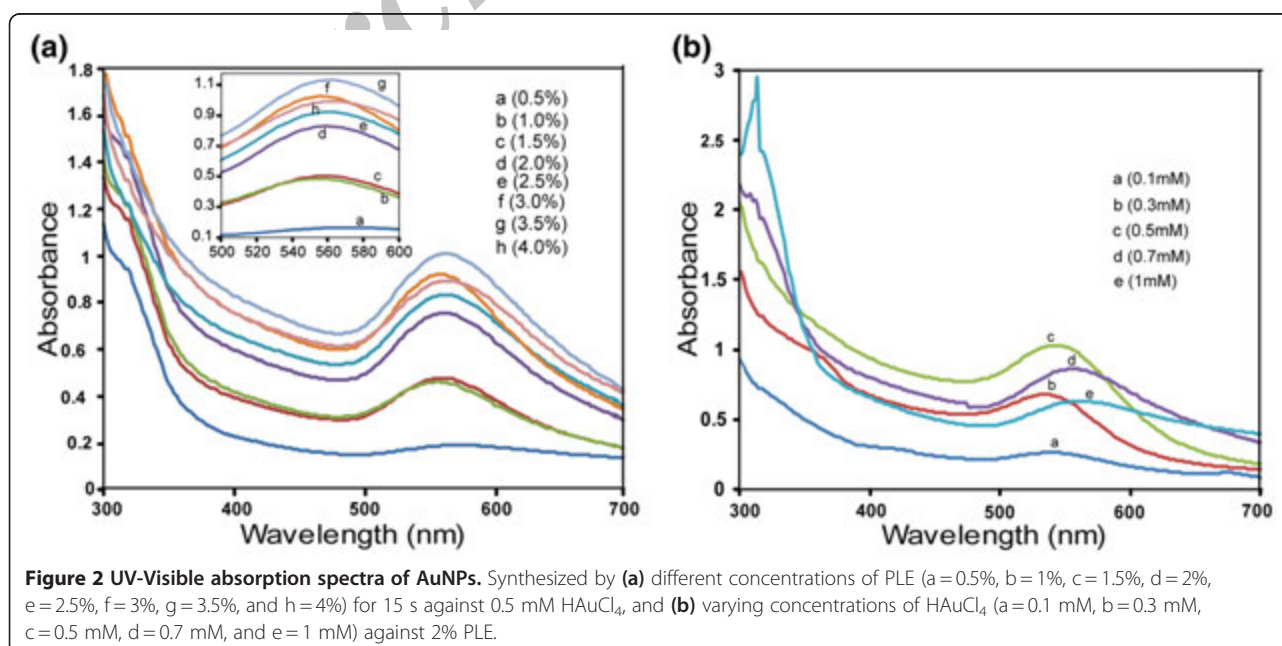 (a)
1.8
1.6
1.4
1.2
1
0.8
0.6
0.4
0.2
0
Absorbance
300
400
500
600
700
Wavelength (nm)
1.1
0.9
0.7
0.5
0.3
0.1
500 520 540 560 580 600
f
g
h
d
e
c
b
a
a (0.5%)
b (1.0%)
c (1.5%)
d (2.0%)
e (2.5%)
f (3.0%)
g (3.5%)
h (4.0%)
(b)
3
2.5
2
1.5
1
0.5
0
Absorbance
300
400
500
600
700
Wavelength (nm)
a (0.1mM)
b (0.3mM)
c (0.5mM)
d (0.7mM)
e (1mM)
c
d
b
e
a
Figure 2 UV-Visible absorption spectra of AuNPs. Synthesized by (a) different concentrations of PLE (a = 0.5%, b = 1%, c = 1.5%, d = 2%,
e = 2.5%, f = 3%, g = 3.5%, and h = 4%) for 15 s against 0.5 mM HAuCl4, and (b) varying concentrations of HAuCl4 (a = 0.1 mM, b = 0.3 mM,
c = 0.5 mM, d = 0.7 mM, and e = 1 mM) against 2% PLE.